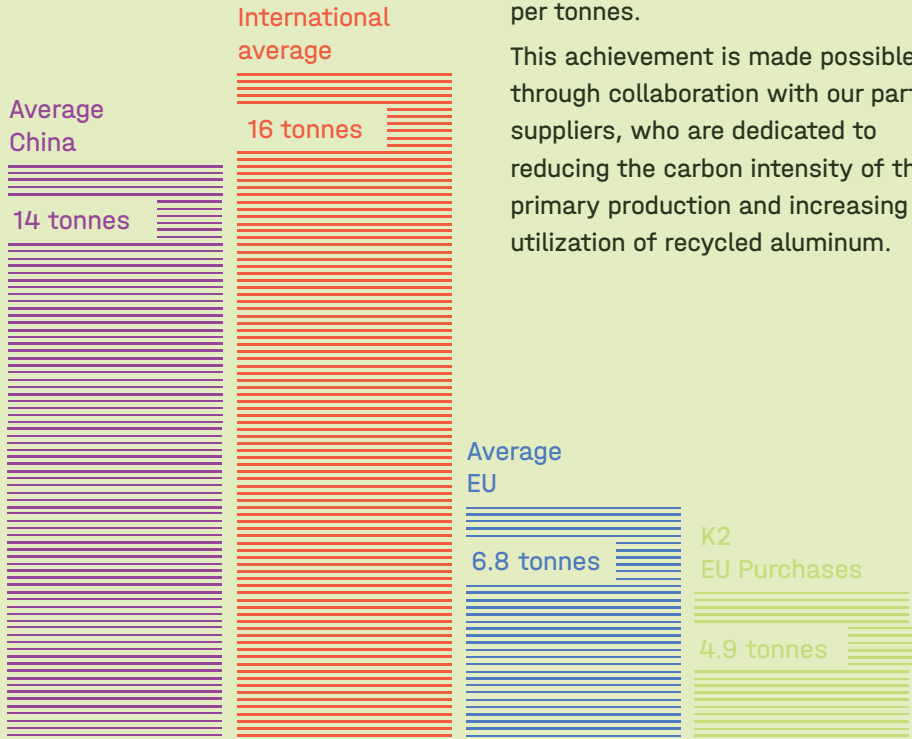 International
average
16 tonnes
Average
China
14 tonnes
per tonnes.
This achievement is made possible
through collaboration with our
suppliers, who are dedicated to
reducing the carbon intensity of
primary production and increasing
utilization of recycled aluminum.
Average
EU
6.8 tonnes
K2
EU Purchases
4.9 tonnes